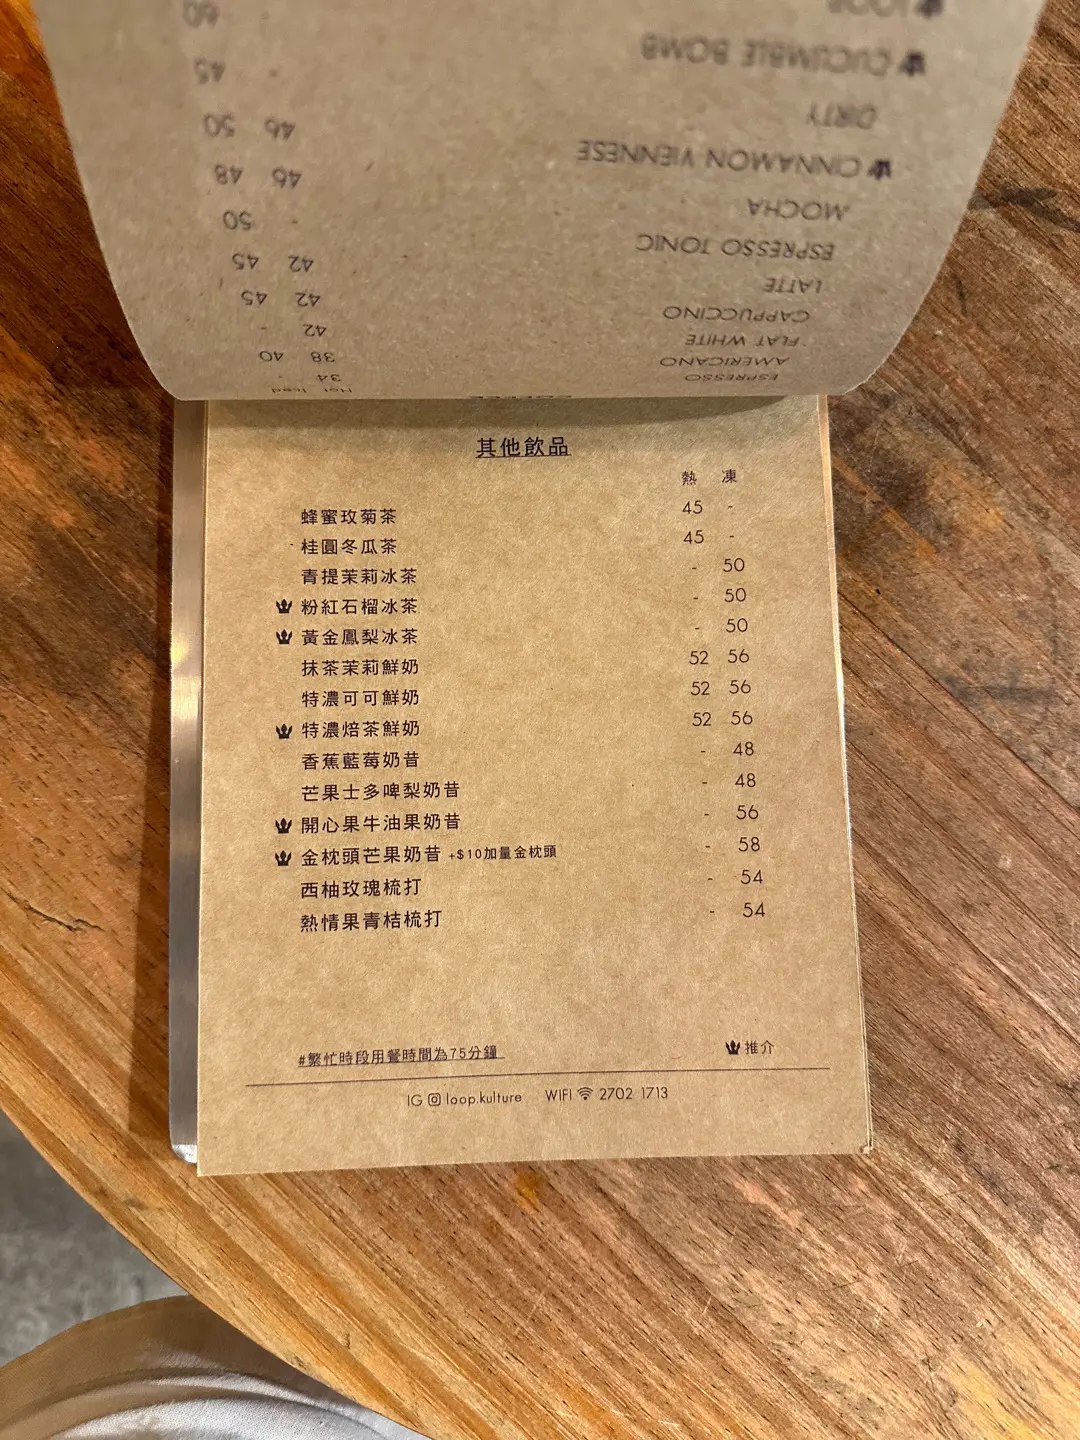 Hot Iced
ESPRESSO 34 -
AMERICANO 38 40
FLAT WHITE 42 -
CAPPUCCINO 42 45
LATTE 42 45
ESPRESSO TONIC - 50
MOCHA 46 48
CINNAMON VIENNESE 46 50
DIRTY 45
CUCUMBLE BOMB 60
其他飲品
熱 凍
蜂蜜玫菊茶 45 -
桂圓冬瓜茶 45 -
青提茉莉冰茶 - 50
粉紅石榴冰茶 - 50
黃金鳳梨冰茶 - 50
抹茶茉莉鮮奶 52 56
特濃可可鮮奶 52 56
特濃焙茶鮮奶 52 56
香蕉藍莓奶昔 - 48
芒果士多啤梨奶昔 - 48
開心果牛油果奶昔 - 56
金枕頭芒果奶昔 +$10加量金枕頭 - 58
西柚玫瑰梳打 - 54
熱情果青桔梳打 - 54
#繁忙時段用餐時間為75分鐘 推介
IG loop.kulture WIFI 2702 1713